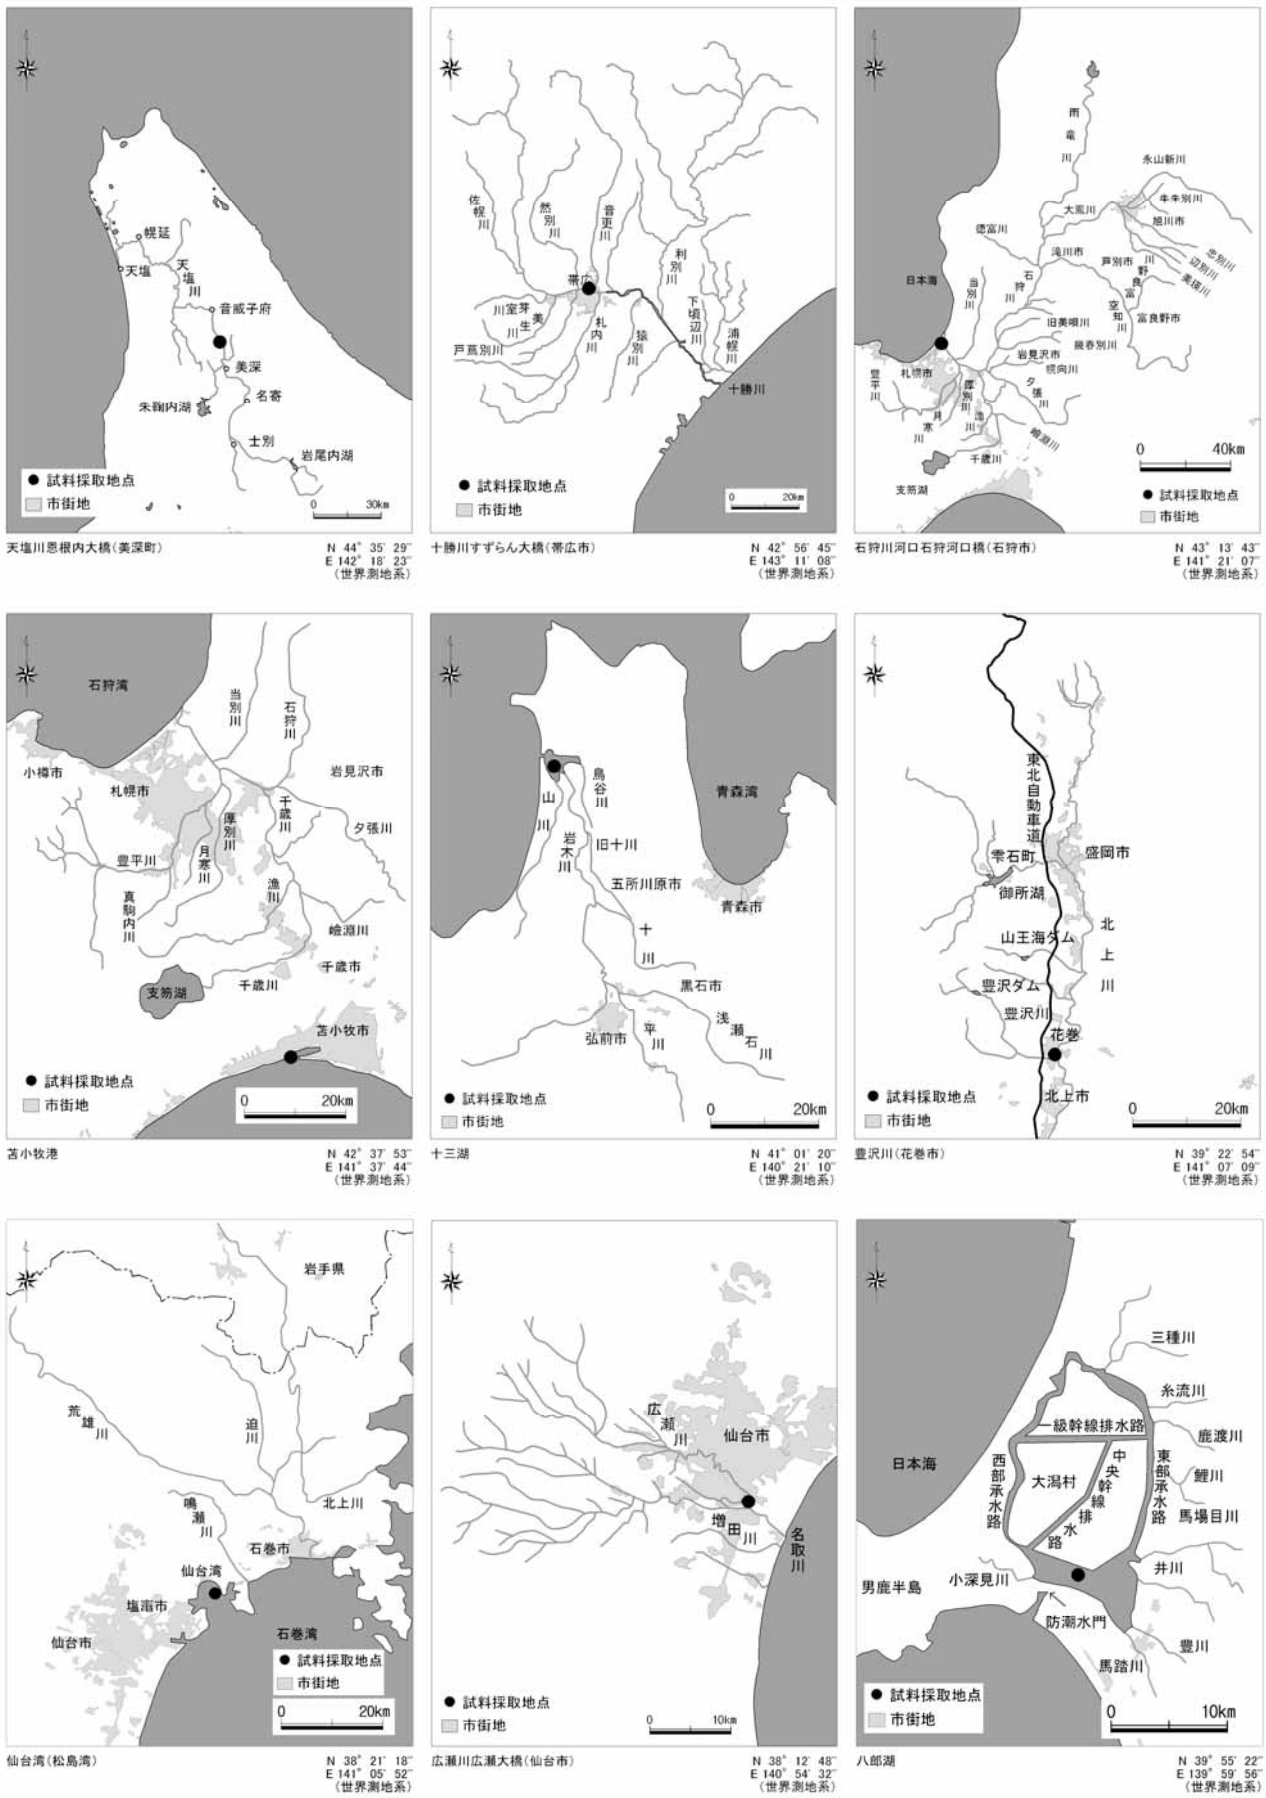 幌延
天塩
天塩川
音威子府
美深
名寄
朱鞠内湖
士別
岩尾内湖
試料採取地点
市街地
0 30km
天塩川恩根内大橋(美深町)
N 44° 35′ 29″
E 142° 18′ 23″
(世界測地系)
佐幌川
然別川
音更川
利別川
帯広
下頃辺川
浦幌川
芽室川
美生川
戸蔦別川
札内川
猿別川
十勝川
試料採取地点
市街地
0 20km
十勝川すずらん大橋(帯広市)
N 42° 56′ 45″
E 143° 11′ 08″
(世界測地系)
雨竜川
永山新川
牛朱別川
大鳳川
旭川市
徳富川
滝川市
芦別市
忠別川
辺別川
美瑛川
日本海
当別川
石狩川
富良野川
空知川
富良野市
旧美唄川
幾春別川
岩見沢市
幌向川
札幌市
豊平川
厚別川
夕張川
月寒川
漁川
嶮淵川
千歳川
支笏湖
0 40km
試料採取地点
市街地
石狩川河口石狩河口橋(石狩市)
N 43° 13′ 43″
E 141° 21′ 07″
(世界測地系)
石狩湾
当別川
石狩川
小樽市
札幌市
岩見沢市
厚別川
千歳川
夕張川
豊平川
月寒川
真駒内川
漁川
嶮淵川
千歳市
千歳川
支笏湖
苫小牧市
試料採取地点
市街地
0 20km
苫小牧港
N 42° 37′ 53″
E 141° 37′ 44″
(世界測地系)
鳥谷川
山川
岩木川
旧十川
青森湾
五所川原市
青森市
十川
黒石市
浅瀬石川
弘前市
平川
試料採取地点
市街地
0 20km
十三湖
N 41° 01′ 20″
E 140° 21′ 10″
(世界測地系)
東北自動車道
雫石町
盛岡市
御所湖
北上川
山王海ダム
豊沢ダム
豊沢川
花巻
北上市
試料採取地点
市街地
0 20km
豊沢川(花巻市)
N 39° 22′ 54″
E 141° 07′ 09″
(世界測地系)
岩手県
荒雄川
迫川
鳴瀬川
北上川
石巻市
仙台湾
塩竈市
仙台市
石巻湾
試料採取地点
市街地
0 20km
仙台湾(松島湾)
N 38° 21′ 18″
E 141° 05′ 52″
(世界測地系)
広瀬川
仙台市
増田川
名取川
試料採取地点
市街地
0 10km
広瀬川広瀬大橋(仙台市)
N 38° 12′ 48″
E 140° 54′ 32″
(世界測地系)
三種川
糸流川
一級幹線排水路
鹿渡川
日本海
西部承水路
大潟村
中央幹線排水路
東部承水路
鯉川
馬場目川
井川
小深見川
男鹿半島
防潮水門
豊川
馬踏川
試料採取地点
市街地
0 10km
八郎湖
N 39° 55′ 22″
E 139° 59′ 56″
(世界測地系)